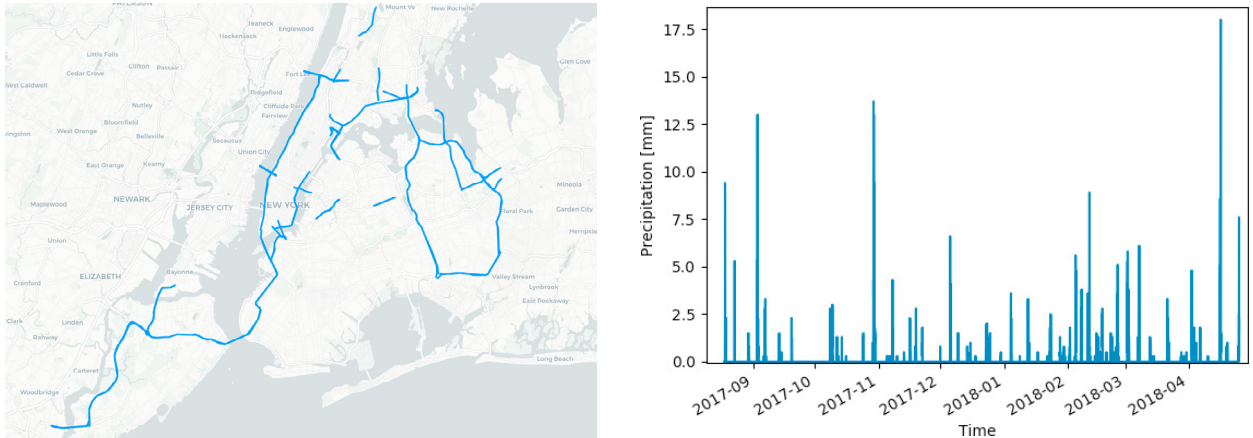 PATERSON
Mount Ve
New Rochelle
Teaneck
Englewood
Hackensack
Little Falls
Glen Cove
Clifton
Passaic
Cedar Grove
Fort Le
West Caldwell
Ridgefield
Nutley
Cliffside Park
Fairview
Bloomfield
West Orange
Belleville
Secaucus
Union City
East Orange
Kearny
Mineola
NEWARK
Maplewood
JERSEY CITY
NEW YORK
Floral Park
Garden City
Union
Hempste
ELIZABETH
Bayonne
Valley Stream
Cranford
Lynbrook
East Rockaway
Clark
Linden
Rahway
Long Beach
Carteret
Woodbridge
Precipitation [mm]
17.5
15.0
12.5
10.0
7.5
5.0
2.5
0.0
2017-09
2017-10
2017-11
2017-12
2018-01
2018-02
2018-03
2018-04
Time